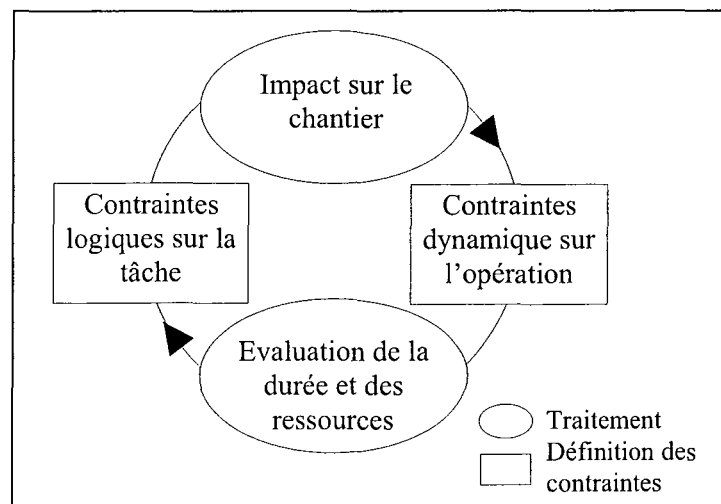 Impact sur le
chantier
Contraintes
logiques sur la
tâche
Contraintes
dynamique sur
l'opération
Evaluation de la
durée et des
ressources
Traitement
Définition des
contraintes